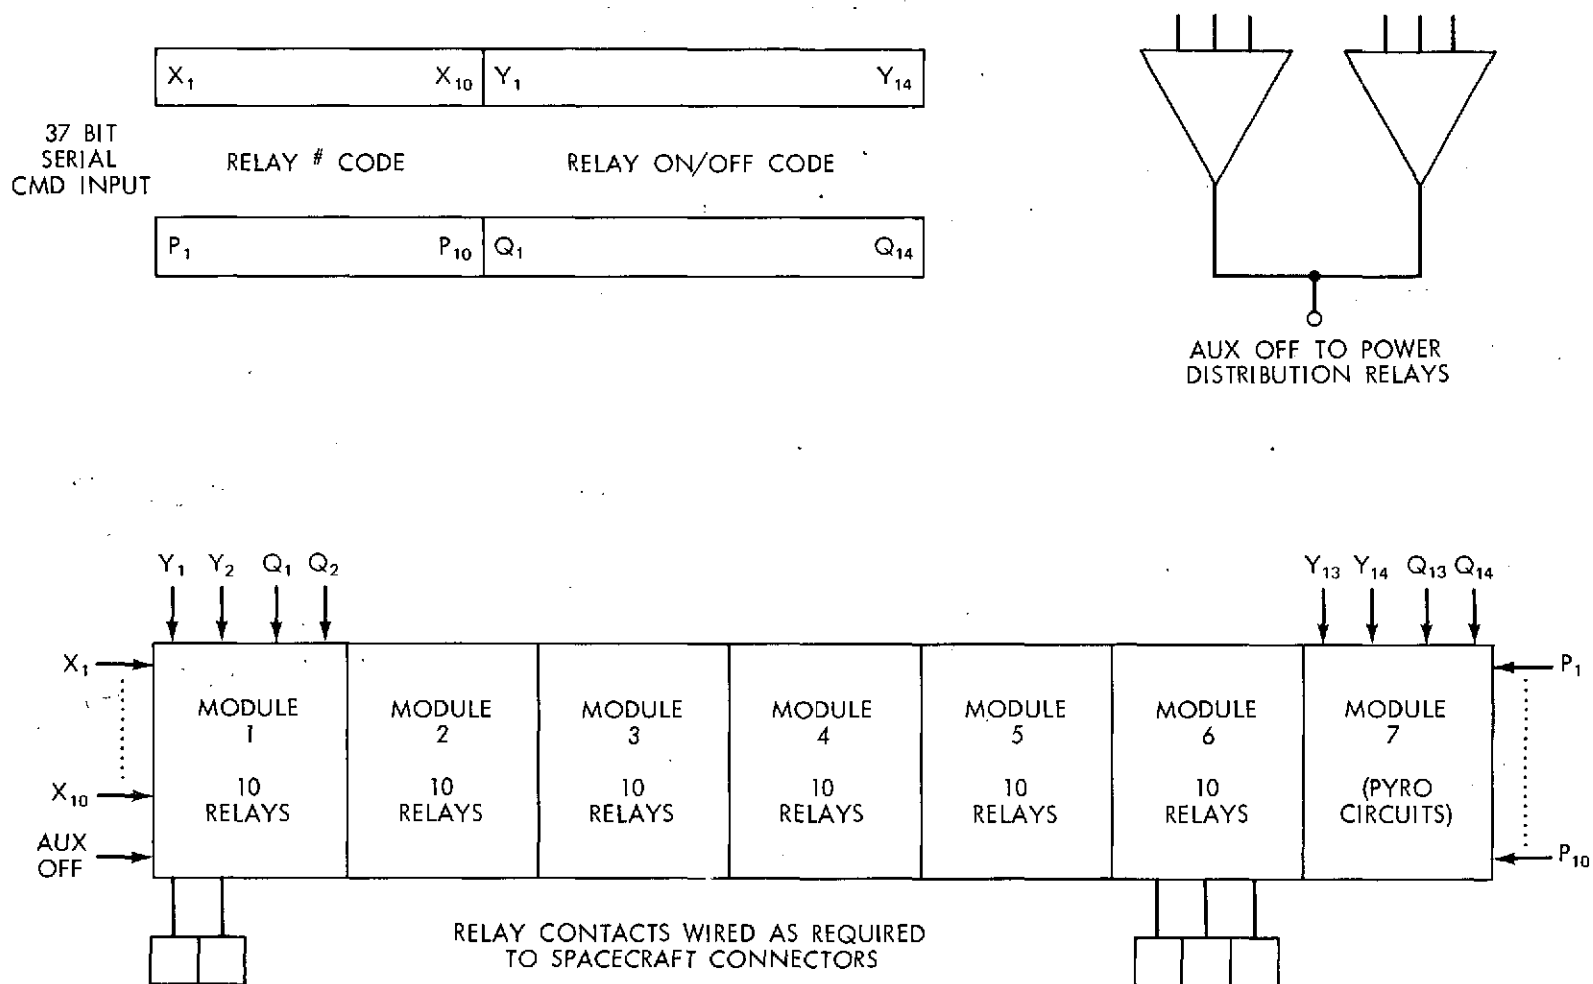 X₁ X₁₀ Y₁ Y₁₄
37 BIT
SERIAL
CMD INPUT
RELAY # CODE RELAY ON/OFF CODE
P₁ P₁₀ Q₁ Q₁₄
AUX OFF TO POWER
DISTRIBUTION RELAYS
Y₁ Y₂ Q₁ Q₂
Y₁₃ Y₁₄ Q₁₃ Q₁₄
X₁
X₁₀
AUX
OFF
MODULE
1
10
RELAYS
MODULE
2
10
RELAYS
MODULE
3
10
RELAYS
MODULE
4
10
RELAYS
MODULE
5
10
RELAYS
MODULE
6
10
RELAYS
MODULE
7
(PYRO
CIRCUITS)
P₁
P₁₀
RELAY CONTACTS WIRED AS REQUIRED
TO SPACECRAFT CONNECTORS